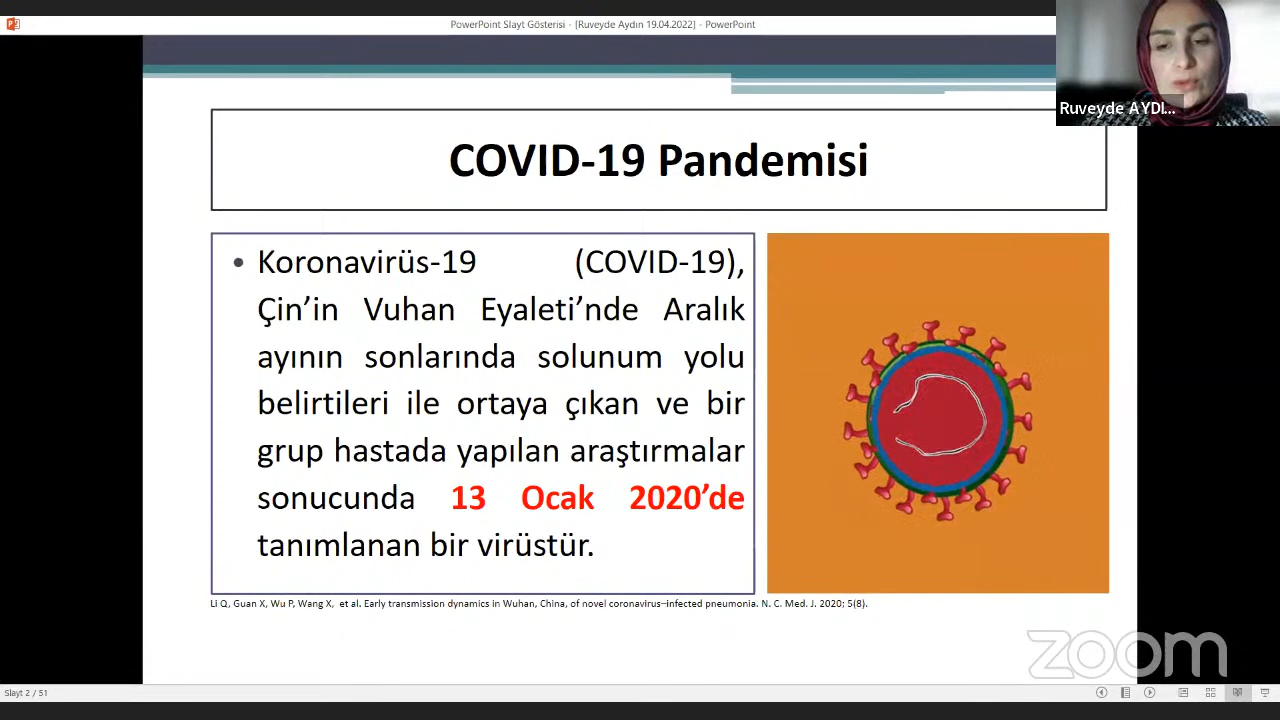 PowerPoint Slayt Gösterisi - [Ruveyde Aydın 19.04.2022] - PowerPoint
Ruveyde AYDI...
COVID-19 Pandemisi
• Koronavirüs-19 (COVID-19),
Çin’in Vuhan Eyaleti’nde Aralık
ayının sonlarında solunum yolu
belirtileri ile ortaya çıkan ve bir
grup hastada yapılan araştırmalar
sonucunda 13 Ocak 2020’de
tanımlanan bir virüstür.
Li Q, Guan X, Wu P, Wang X, et al. Early transmission dynamics in Wuhan, China, of novel coronavirus–infected pneumonia. N. C. Med. J. 2020; 5(8).
zoom
Slayt 2 / 51